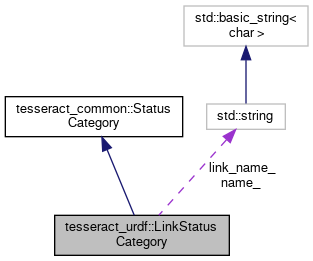 std::basic_string<
char >
tesseract_common::Status
Category
std::string
link_name_
name_
tesseract_urdf::LinkStatus
Category